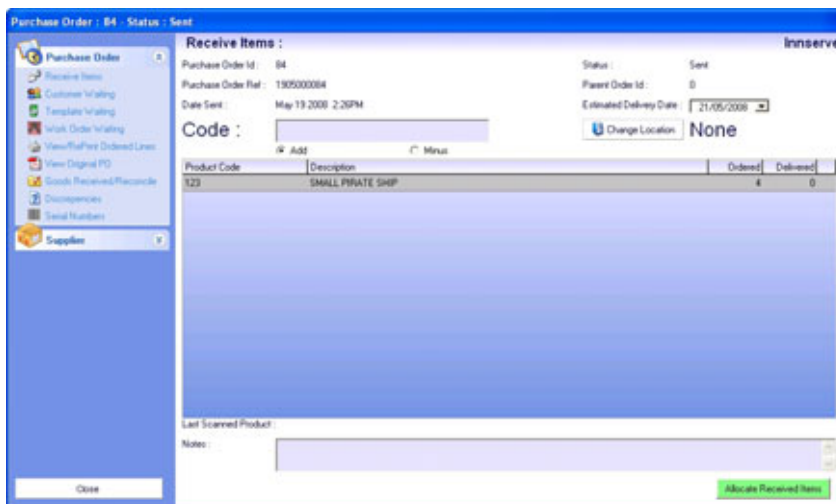 Purchase Order : 84 - Status : Sent
Receive Items :
Innserve
Purchase Order
Receive Items
Customer Waiting
Template Waiting
Work Order Waiting
View/RePrint Ordered Lines
View Original PO
Goods Received/Reconcile
Discrepencies
Serial Numbers
Supplier
Purchase Order Id : 84
Status : Sent
Purchase Order Ref : 1905000084
Parent Order Id : 0
Date Sent : May 19 2008 2:26PM
Estimated Delivery Date : 21/05/2008
Code :
Change Location None
Add Minus
Product Code Description Ordered Delivered
123 SMALL PIRATE SHIP 4 0
Last Scanned Product :
Notes :
Close
Allocate Received Items